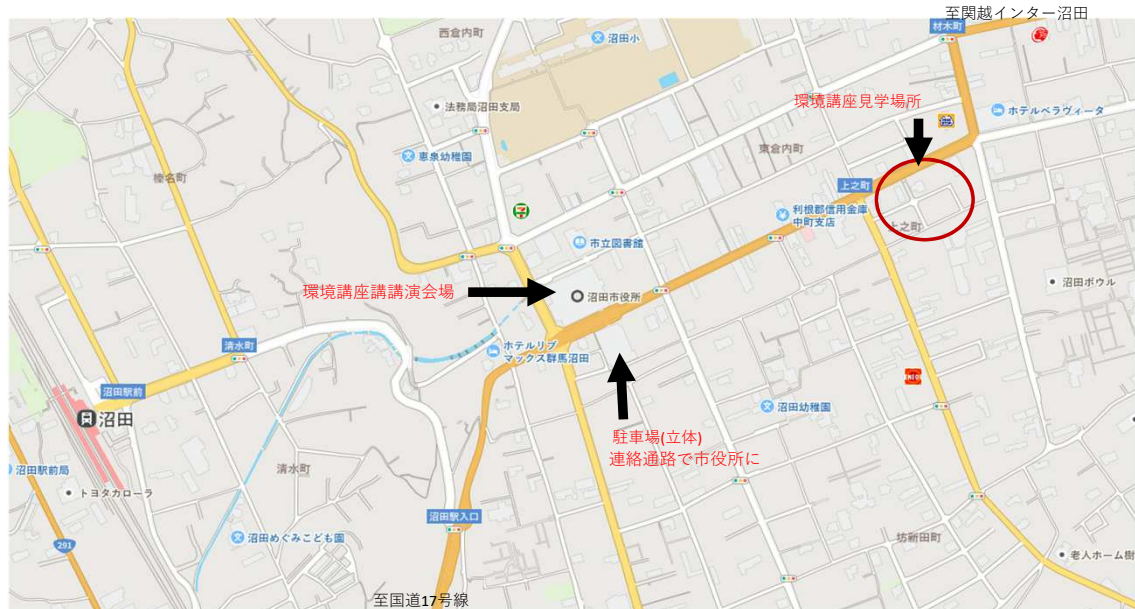 至関越インター沼田
材木町
西倉内町
沼田小
法務局沼田支局
環境講座見学場所
ホテルベラヴィータ
恵泉幼稚園
東倉内町
榛名町
上之町
利根郡信用金庫
中町支店
上之町
市立図書館
沼田ボウル
環境講座講講演会場
沼田市役所
清水町
ホテルリブ
マックス群馬沼田
沼田駅前
沼田
沼田幼稚園
駐車場(立体)
連絡通路で市役所に
沼田駅前局
清水町
トヨタカローラ
沼田駅入口
沼田めぐみこども園
291
坊新田町
老人ホーム樹
至国道17号線